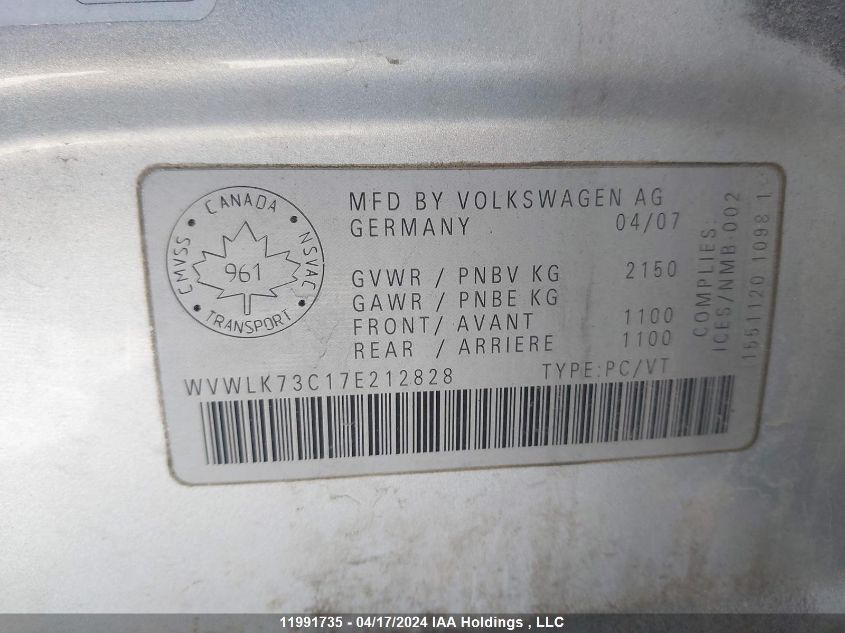 CANADA
CMVSS
NSVAC
961
TRANSPORT
MFD BY VOLKSWAGEN AG
GERMANY 04/07
GVWR / PNBV KG 2150
GAWR / PNBE KG
FRONT/ AVANT 1100
REAR / ARRIERE 1100
WVWLK73C17E212828 TYPE:PC/VT
COMPLIES:
ICES/NMB-002
1551120 1098 1
11991735 - 04/17/2024 IAA Holdings , LLC